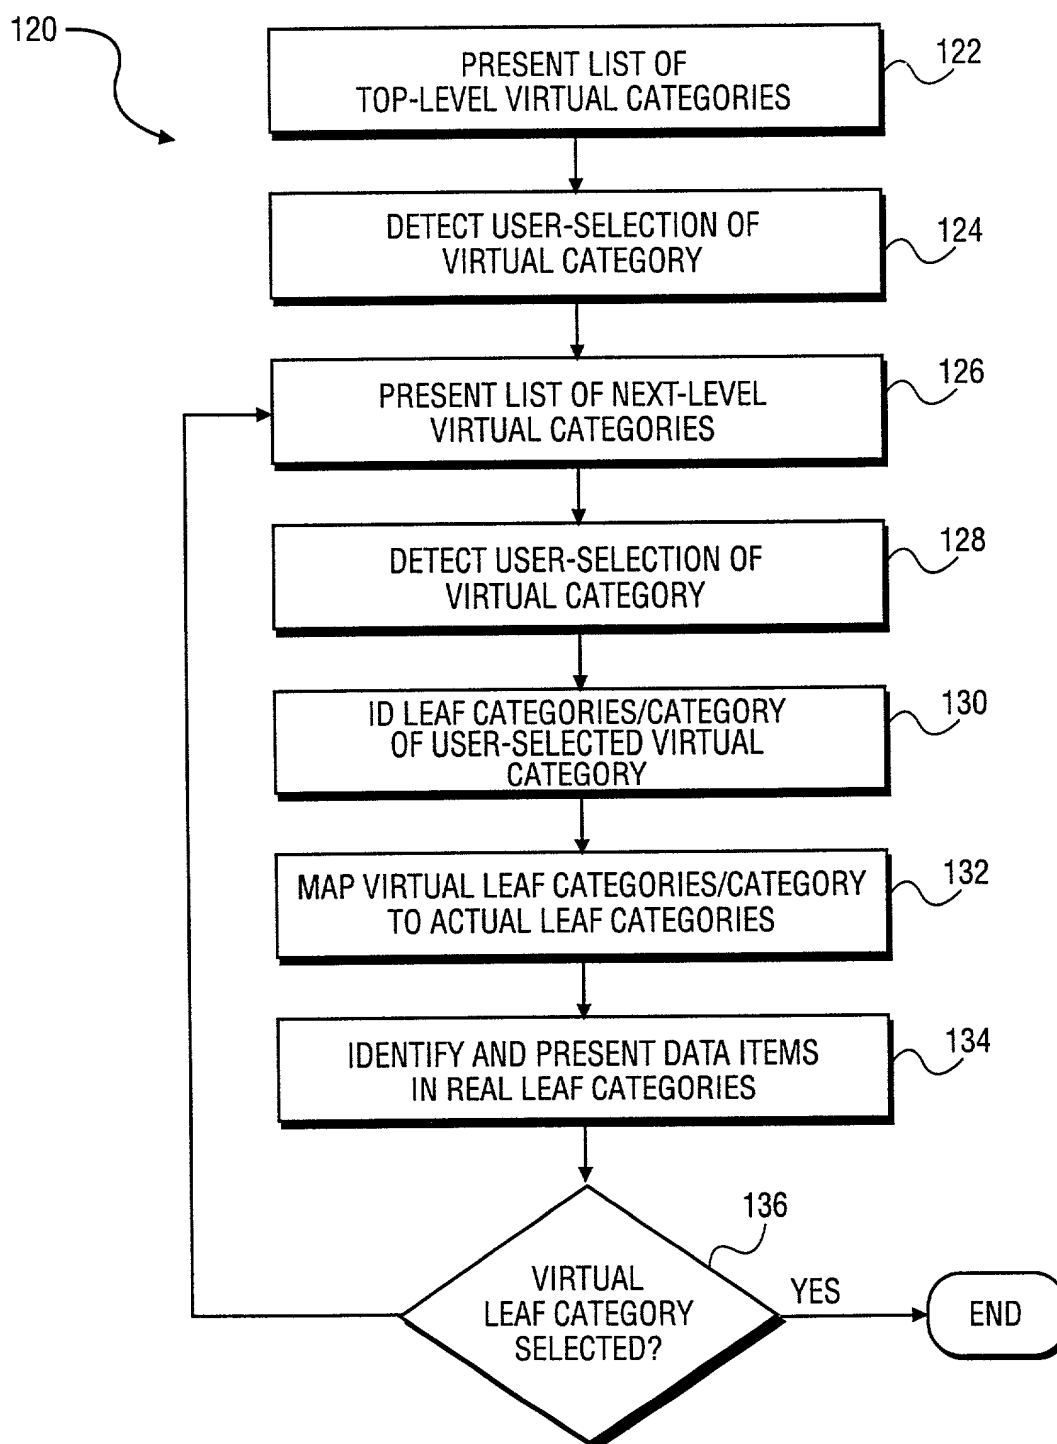 120
PRESENT LIST OF
TOP-LEVEL VIRTUAL CATEGORIES
122
DETECT USER-SELECTION OF
VIRTUAL CATEGORY
124
PRESENT LIST OF NEXT-LEVEL
VIRTUAL CATEGORIES
126
DETECT USER-SELECTION OF
VIRTUAL CATEGORY
128
ID LEAF CATEGORIES/CATEGORY
OF USER-SELECTED VIRTUAL
CATEGORY
130
MAP VIRTUAL LEAF CATEGORIES/CATEGORY
TO ACTUAL LEAF CATEGORIES
132
IDENTIFY AND PRESENT DATA ITEMS
IN REAL LEAF CATEGORIES
134
136
VIRTUAL
LEAF CATEGORY
SELECTED?
YES
END